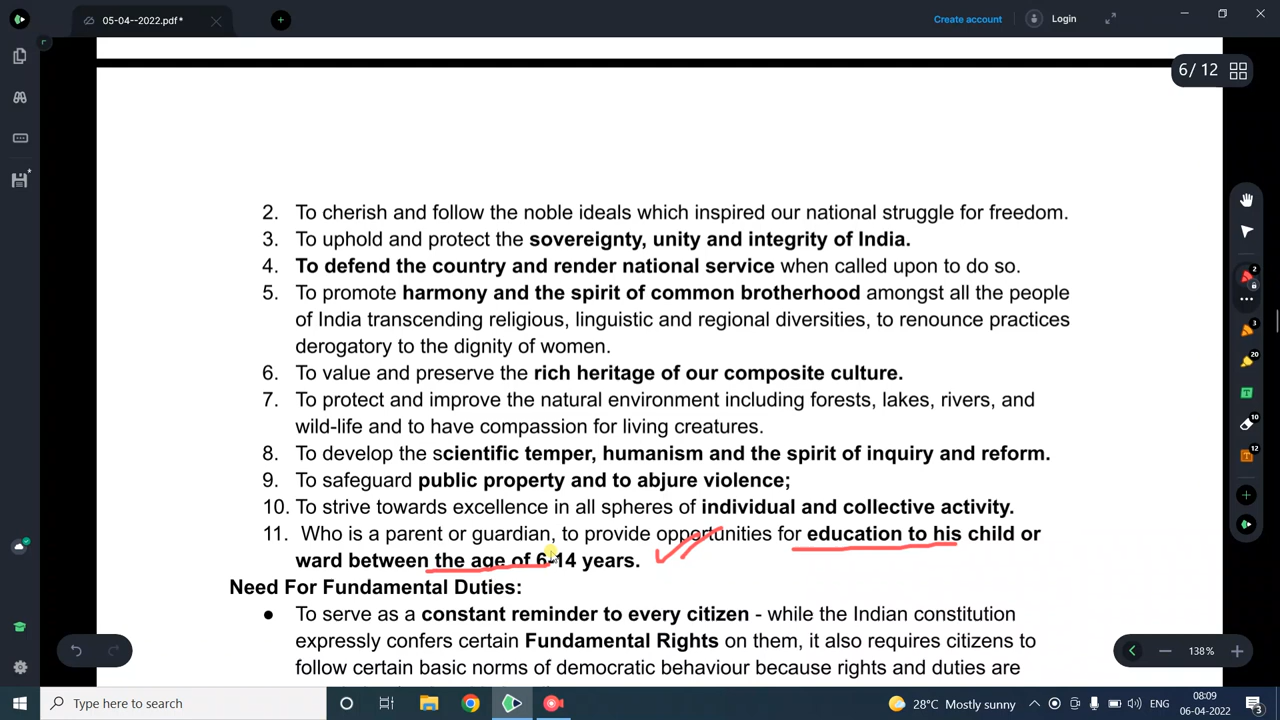 05-04--2022.pdf*
Create account
Login
6/ 12
2. To cherish and follow the noble ideals which inspired our national struggle for freedom.
3. To uphold and protect the sovereignty, unity and integrity of India.
4. To defend the country and render national service when called upon to do so.
5. To promote harmony and the spirit of common brotherhood amongst all the people
of India transcending religious, linguistic and regional diversities, to renounce practices
derogatory to the dignity of women.
6. To value and preserve the rich heritage of our composite culture.
7. To protect and improve the natural environment including forests, lakes, rivers, and
wild-life and to have compassion for living creatures.
8. To develop the scientific temper, humanism and the spirit of inquiry and reform.
9. To safeguard public property and to abjure violence;
10. To strive towards excellence in all spheres of individual and collective activity.
11. Who is a parent or guardian, to provide opportunities for education to his child or
ward between the age of 6-14 years.
Need For Fundamental Duties:
● To serve as a constant reminder to every citizen - while the Indian constitution
expressly confers certain Fundamental Rights on them, it also requires citizens to
follow certain basic norms of democratic behaviour because rights and duties are
2
3
20
10
12
138%
Type here to search
28°C Mostly sunny
ENG
08:09
06-04-2022
3